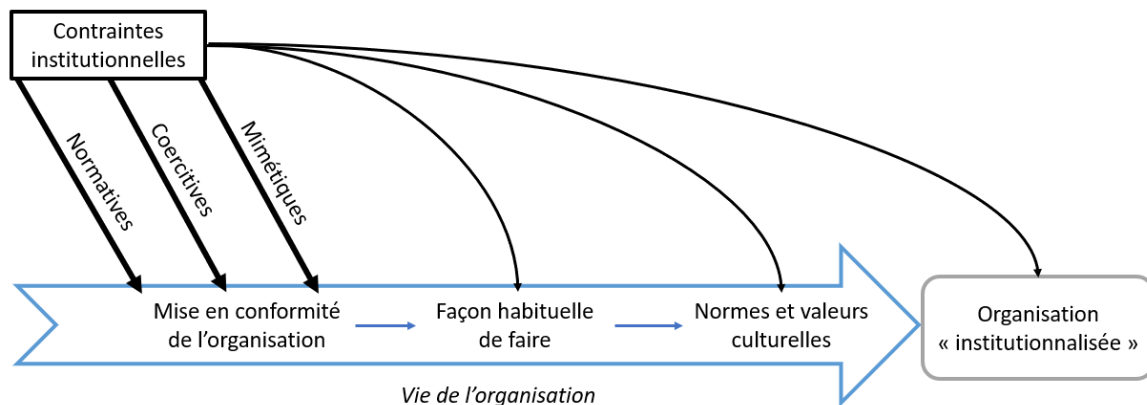 Contraintes
institutionnelles
Normatives
Coercitives
Mimétiques
Mise en conformité
de l’organisation
Façon habituelle
de faire
Normes et valeurs
culturelles
Organisation
« institutionnalisée »
Vie de l’organisation